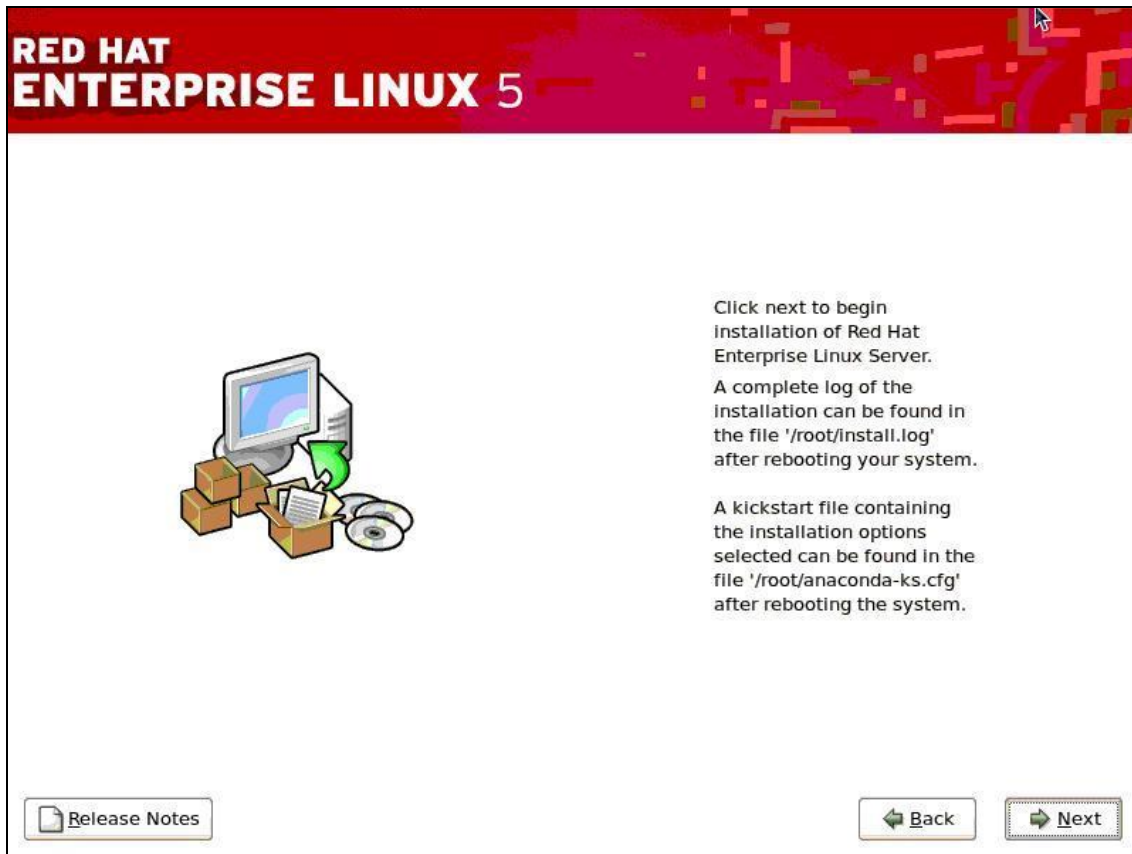 RED HAT
ENTERPRISE LINUX 5
Click next to begin
installation of Red Hat
Enterprise Linux Server.
A complete log of the
installation can be found in
the file '/root/install.log'
after rebooting your system.
A kickstart file containing
the installation options
selected can be found in the
file '/root/anaconda-ks.cfg'
after rebooting the system.
Release Notes
Back
Next